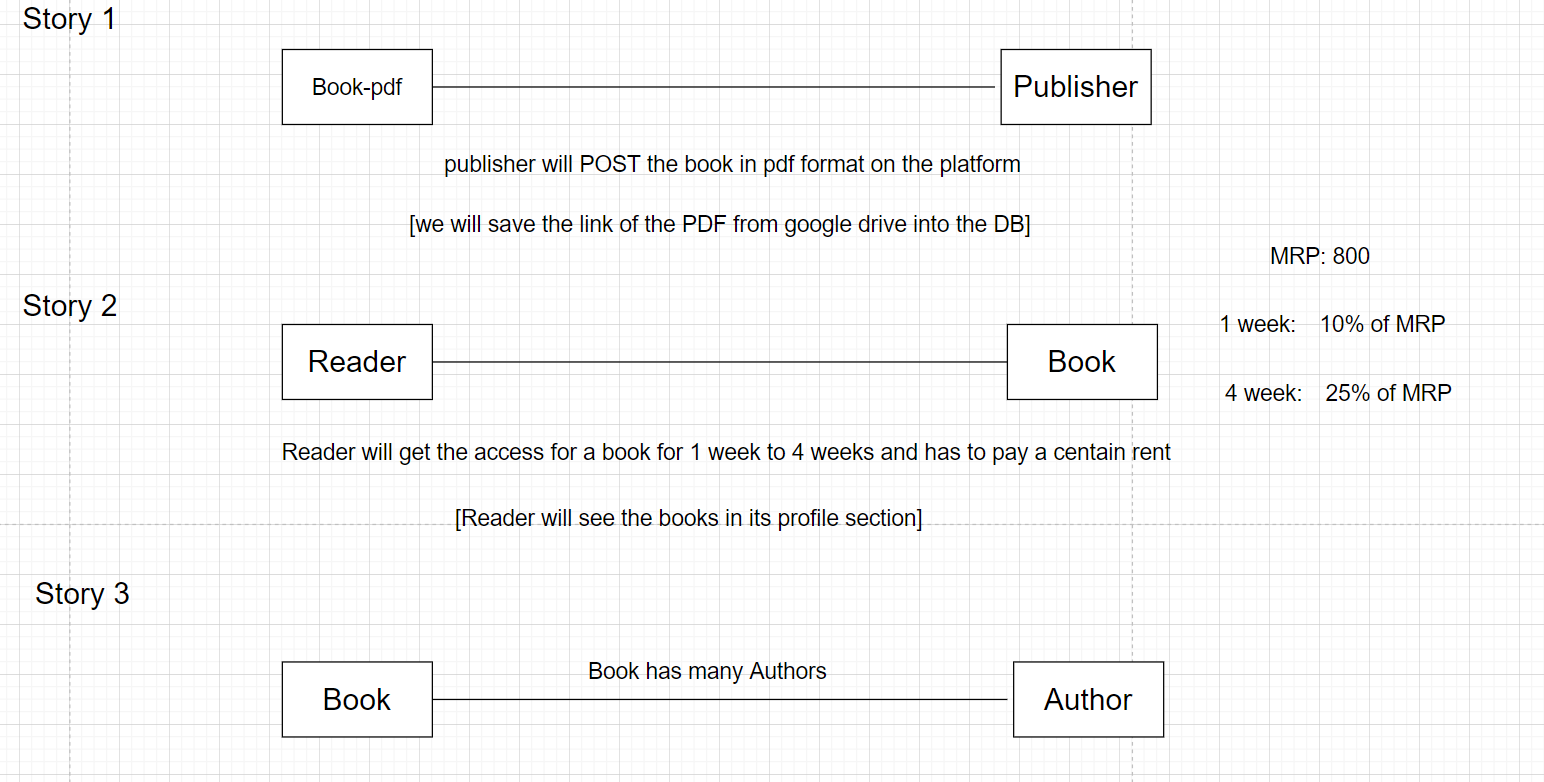 Story 1
Book-pdf
Publisher
publisher will POST the book in pdf format on the platform
[we will save the link of the PDF from google drive into the DB]
MRP: 800
Story 2
1 week: 10% of MRP
Reader
Book
4 week: 25% of MRP
Reader will get the access for a book for 1 week to 4 weeks and has to pay a centain rent
[Reader will see the books in its profile section]
Story 3
Book has many Authors
Book
Author